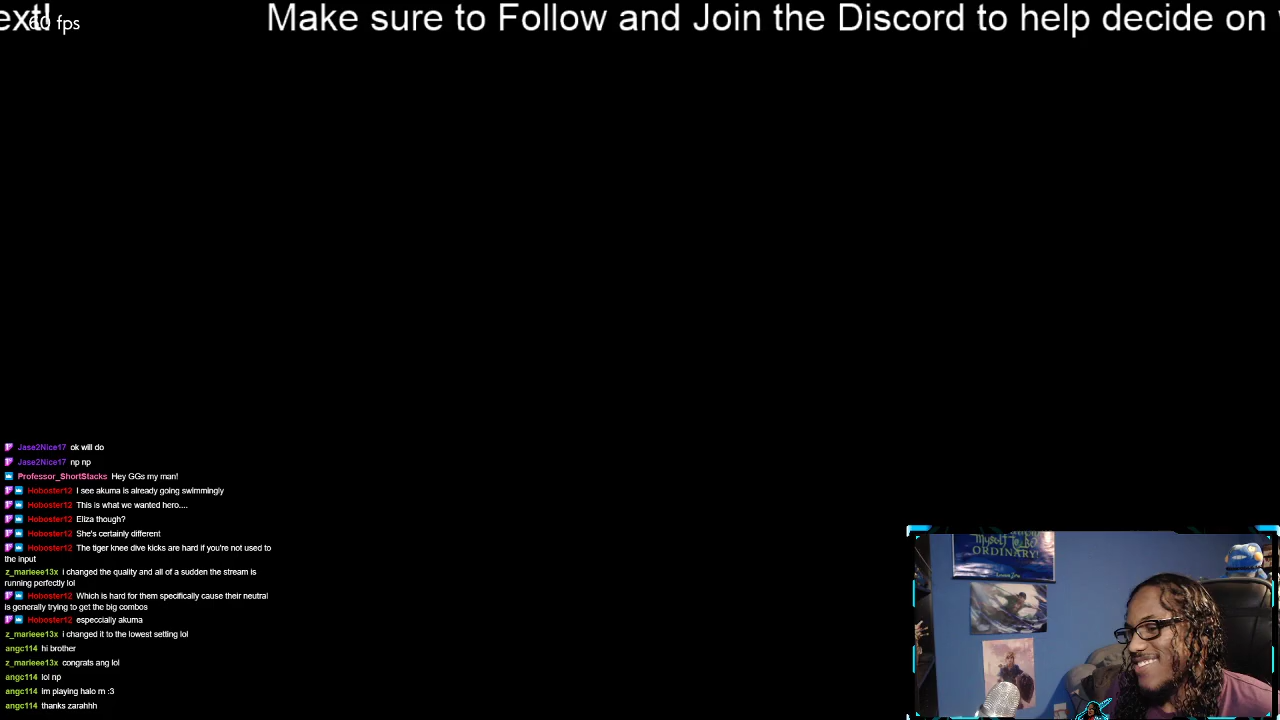 ext! Make sure to Follow and Join the Discord to help decide on
60 fps
Jase2Nice17 ok will do
Jase2Nice17 np np
Professor_ShortStacks Hey GGs my man!
Hoboster12 I see akuma is already going swimmingly
Hoboster12 This is what we wanted hero....
Hoboster12 Eliza though?
Hoboster12 She's certainly different
Hoboster12 The tiger knee dive kicks are hard if you're not used to
the input
z_marieee13x i changed the quality and all of a sudden the stream is
running perfectly lol
Hoboster12 Which is hard for them specifically cause their neutral
is generally trying to get the big combos
Hoboster12 especcially akuma
z_marieee13x i changed it to the lowest setting lol
angc114 hi brother
z_marieee13x congrats ang lol
angc114 lol np
angc114 im playing halo rn :3
angc114 thanks zarahhh
MYSELF TO BE
ORDINARY!